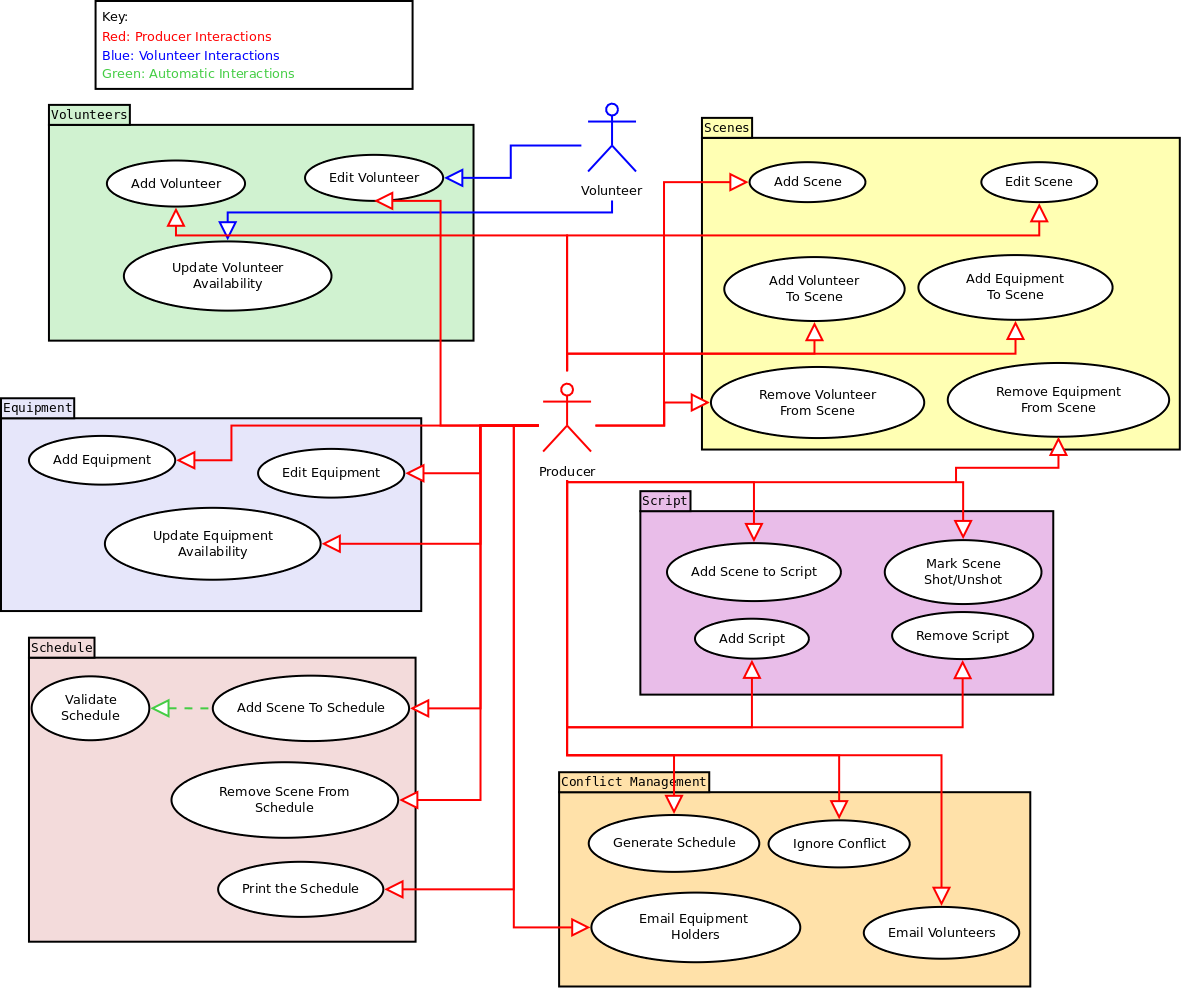 Key:
Red: Producer Interactions
Blue: Volunteer Interactions
Green: Automatic Interactions
Volunteers
Add Volunteer
Edit Volunteer
Update Volunteer
Availability
Volunteer
Scenes
Add Scene
Edit Scene
Add Volunteer
To Scene
Add Equipment
To Scene
Remove Volunteer
From Scene
Remove Equipment
From Scene
Producer
Equipment
Add Equipment
Edit Equipment
Update Equipment
Availability
Script
Add Scene to Script
Mark Scene
Shot/Unshot
Add Script
Remove Script
Schedule
Validate
Schedule
Add Scene To Schedule
Remove Scene From
Schedule
Print the Schedule
Conflict Management
Generate Schedule
Ignore Conflict
Email Equipment
Holders
Email Volunteers